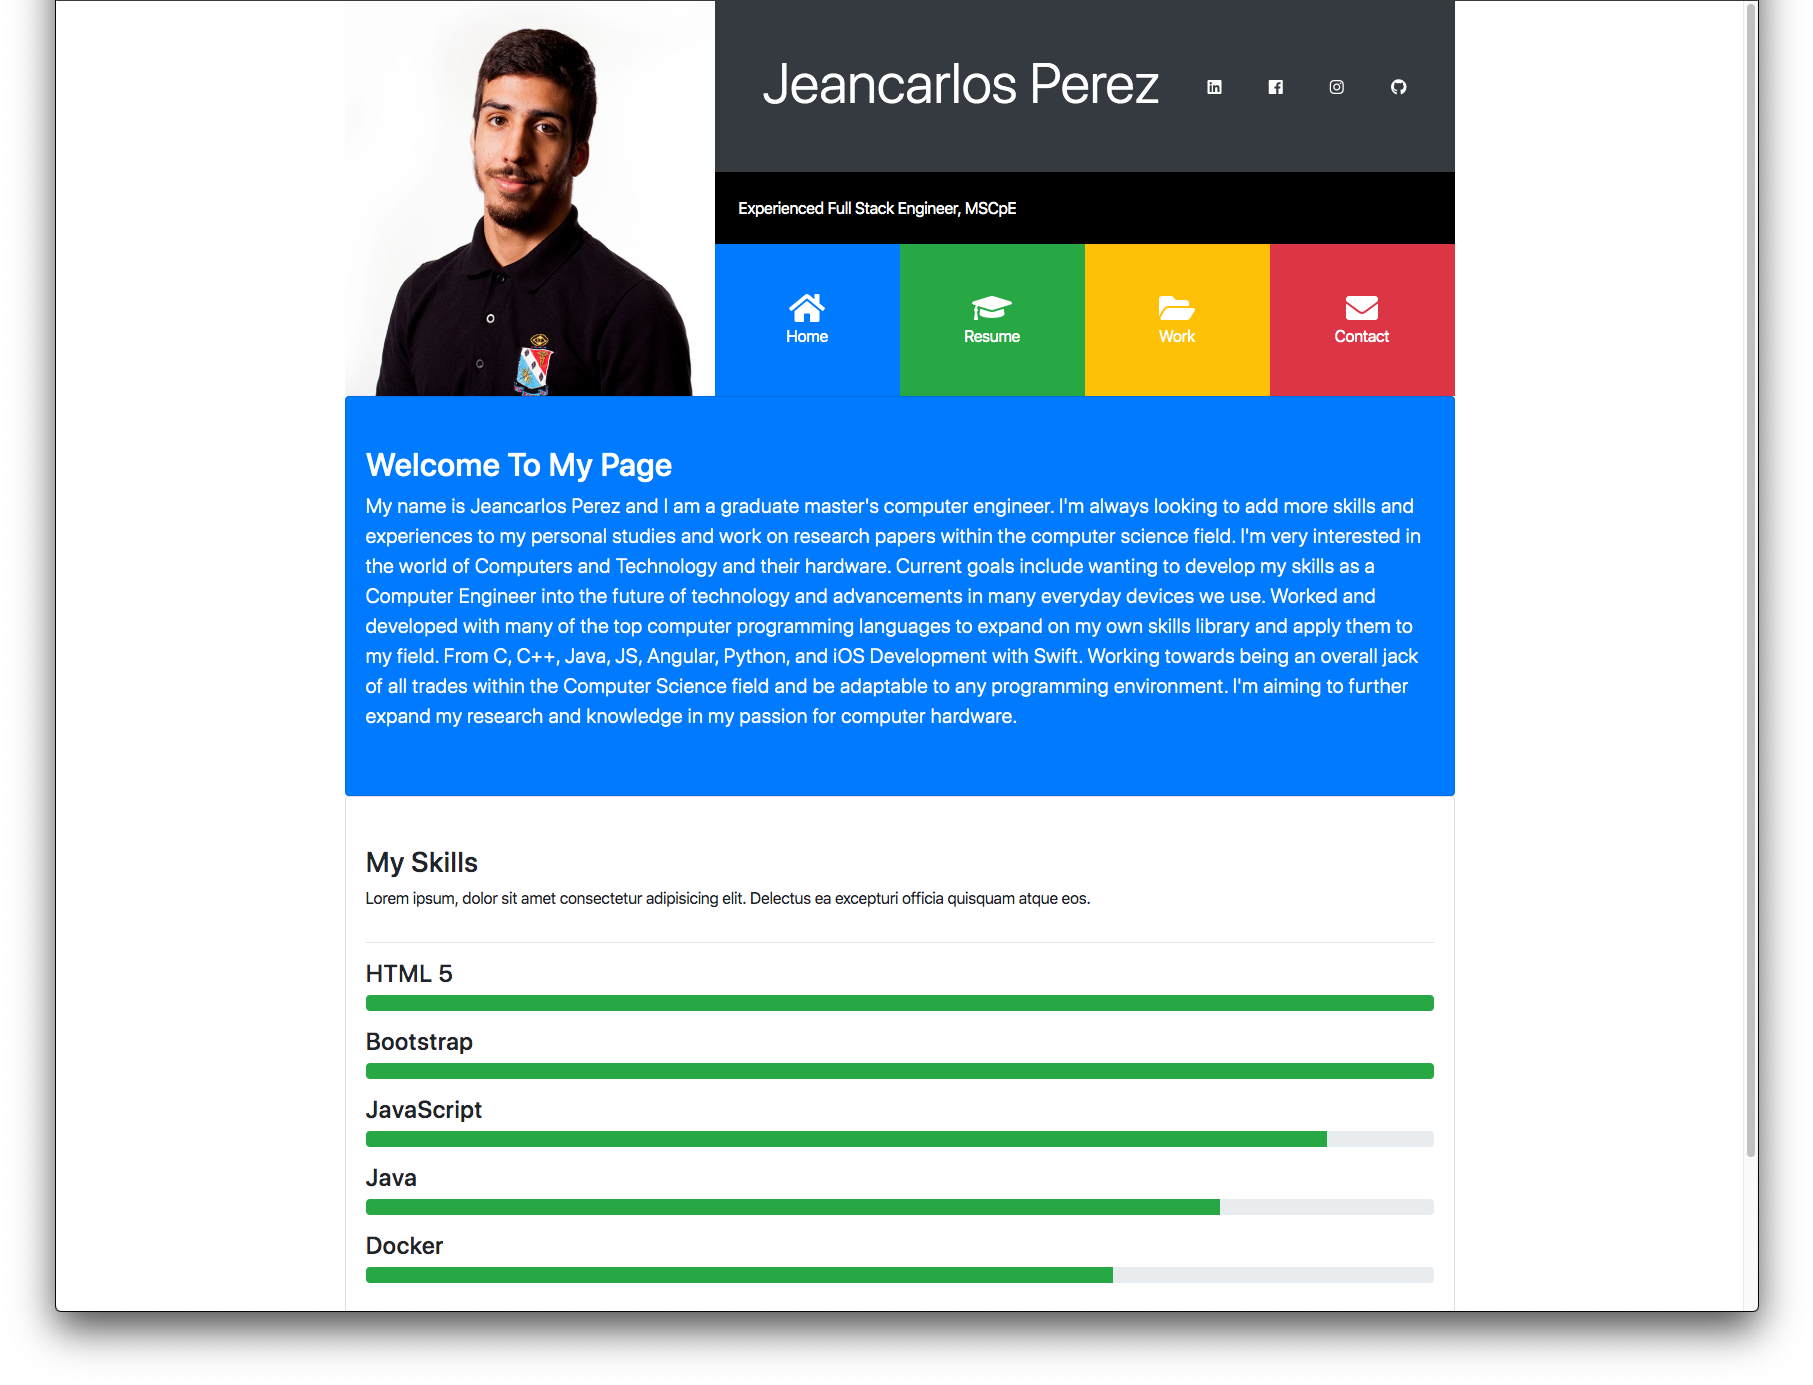 Jeancarlos Perez
Experienced Full Stack Engineer, MSCpE
Home
Resume
Work
Contact
Welcome To My Page
My name is Jeancarlos Perez and I am a graduate master's computer engineer. I'm always looking to add more skills and
experiences to my personal studies and work on research papers within the computer science field. I'm very interested in
the world of Computers and Technology and their hardware. Current goals include wanting to develop my skills as a
Computer Engineer into the future of technology and advancements in many everyday devices we use. Worked and
developed with many of the top computer programming languages to expand on my own skills library and apply them to
my field. From C, C++, Java, JS, Angular, Python, and iOS Development with Swift. Working towards being an overall jack
of all trades within the Computer Science field and be adaptable to any programming environment. I'm aiming to further
expand my research and knowledge in my passion for computer hardware.
My Skills
Lorem ipsum, dolor sit amet consectetur adipisicing elit. Delectus ea excepturi officia quisquam atque eos.
HTML 5
Bootstrap
JavaScript
Java
Docker